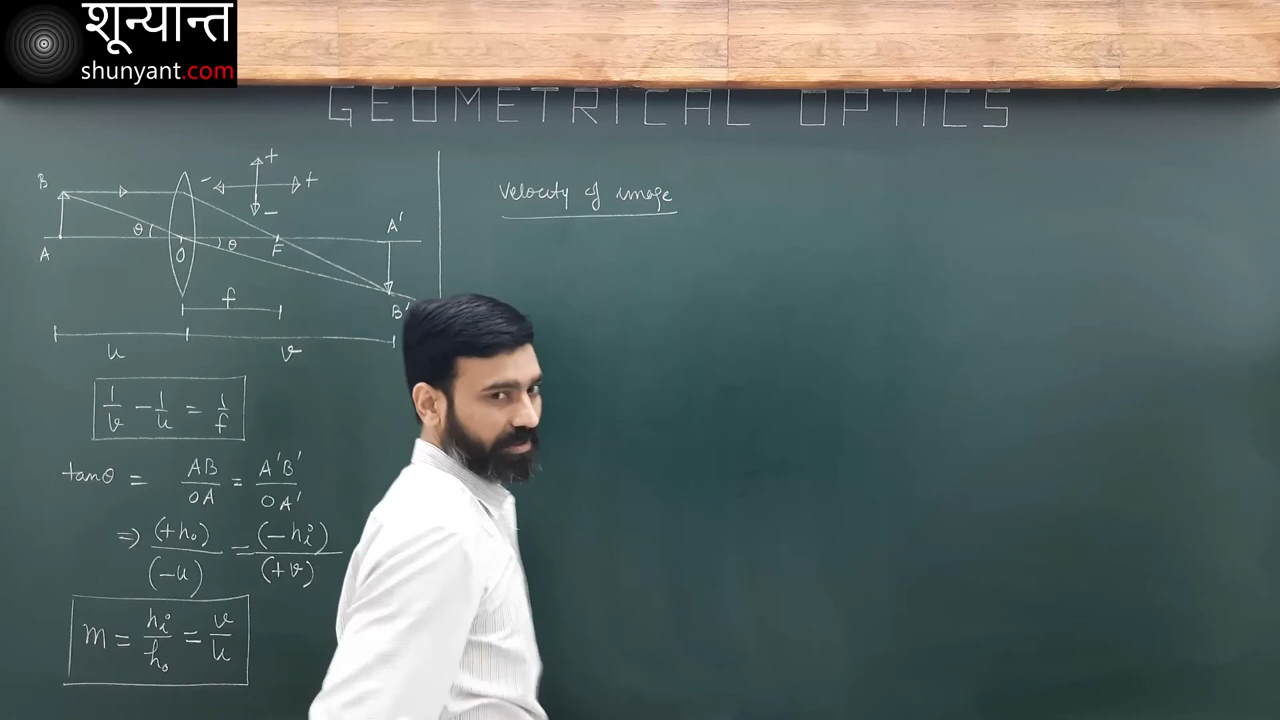 शून्यान्त
shunyant.com
GEOMETRICAL OPTICS
B
A
θ
O
θ
F
A'
B'
- + + -
f
u
v
1/v - 1/u = 1/f
tanθ = AB/OA = A'B'/OA'
⇒ (+h₀)/(-u) = (-hᵢ)/(+v)
m = hᵢ/h₀ = v/u
Velocity of image